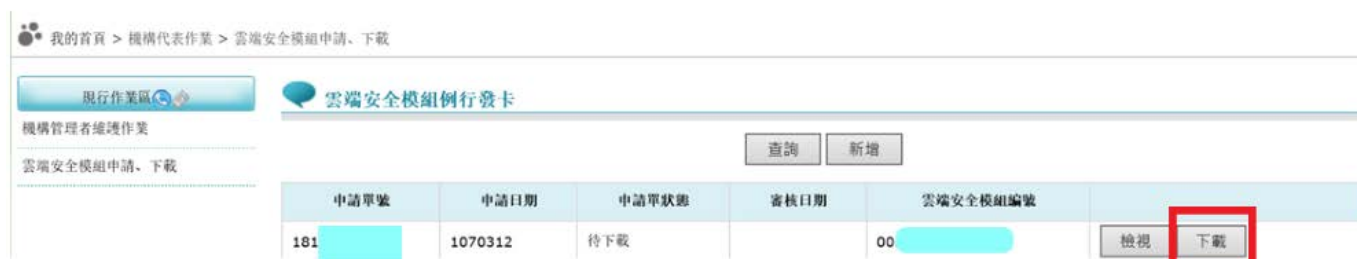 我的首頁 > 機構代表作業 > 雲端安全模組申請、下載
現行作業區
機構管理者維護作業
雲端安全模組申請、下載
雲端安全模組例行發卡
查詢 新增
申請單號 申請日期 申請單狀態 審核日期 雲端安全模組編號
181 1070312 待下載 00 檢視 下載